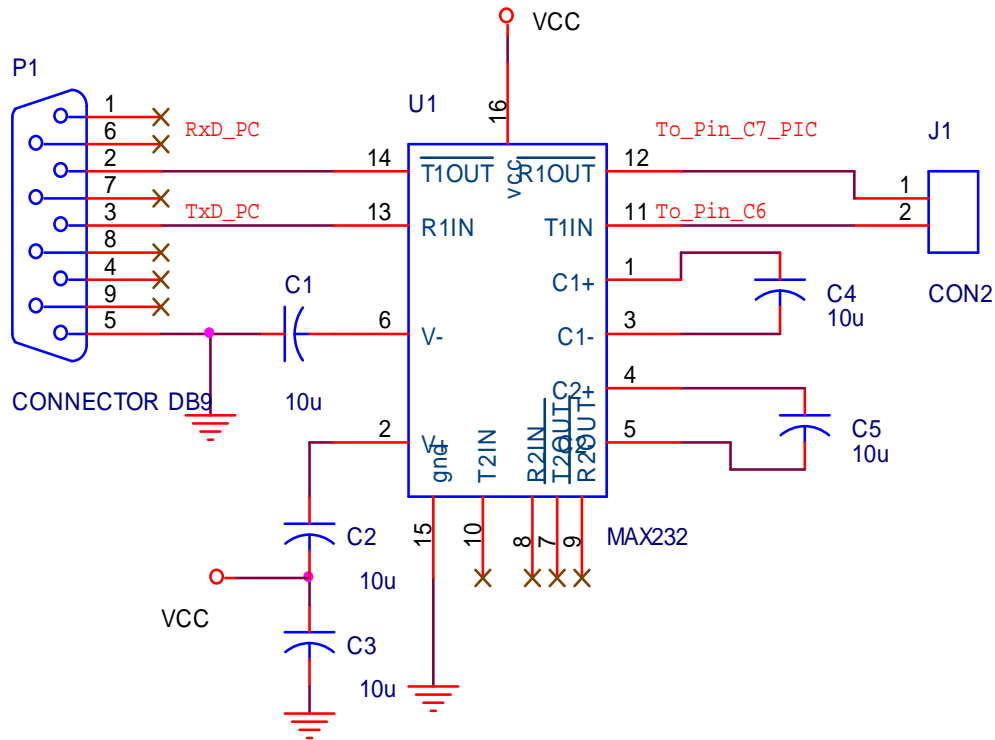 VCC
P1
U1
J1
1
6
2
7
3
8
4
9
5
RxD_PC
TxD_PC
CONNECTOR DB9
C1
10u
14
13
6
2
16
T1OUT
R1IN
V-
V+
vcc
R1OUT
T1IN
C1+
C1-
C2+
C2-
gnd
T2IN
R2IN
T2OUT
R2OUT
12
11
1
3
4
5
To_Pin_C7_PIC
To_Pin_C6
1
2
CON2
C4
10u
C5
10u
15
10
8
7
9
MAX232
C2
10u
VCC
C3
10u